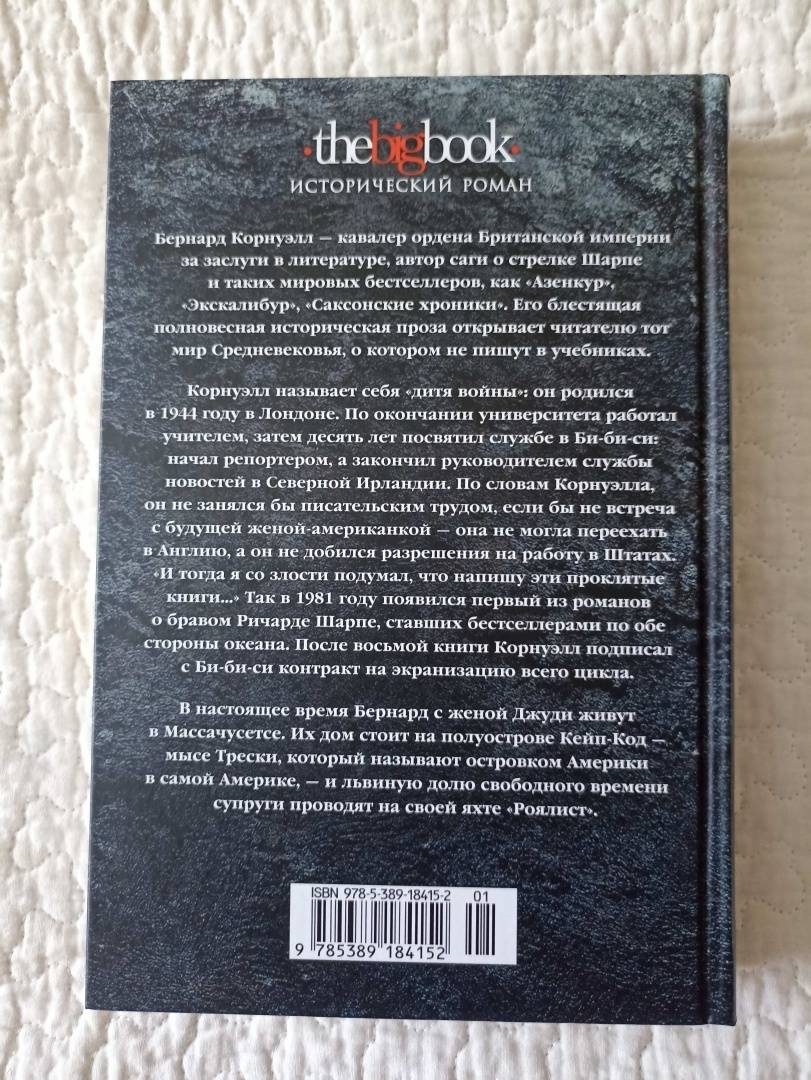 ·thebigbook·
ИСТОРИЧЕСКИЙ РОМАН
Бернард Корнуэлл — кавалер ордена Британской империи
за заслуги в литературе, автор саги о стрелке Шарпе
и таких мировых бестселлеров, как «Азенкур»,
«Экскалибур», «Саксонские хроники». Его блестящая
полновесная историческая проза открывает читателю тот
мир Средневековья, о котором не пишут в учебниках.
Корнуэлл называет себя «дитя войны»: он родился
в 1944 году в Лондоне. По окончании университета работал
учителем, затем десять лет посвятил службе в Би-би-си:
начал репортером, а закончил руководителем службы
новостей в Северной Ирландии. По словам Корнуэлла,
он не занялся бы писательским трудом, если бы не встреча
с будущей женой-американкой — она не могла переехать
в Англию, а он не добился разрешения на работу в Штатах.
«И тогда я со злости подумал, что напишу эти проклятые
книги...» Так в 1981 году появился первый из романов
о бравом Ричарде Шарпе, ставших бестселлерами по обе
стороны океана. После восьмой книги Корнуэлл подписал
с Би-би-си контракт на экранизацию всего цикла.
В настоящее время Бернард с женой Джуди живут
в Массачусетсе. Их дом стоит на полуострове Кейп-Код —
мысе Трески, который называют островком Америки
в самой Америке, — и львиную долю свободного времени
супруги проводят на своей яхте «Роялист».
ISBN 978-5-389-18415-2 01
9 785389 184152